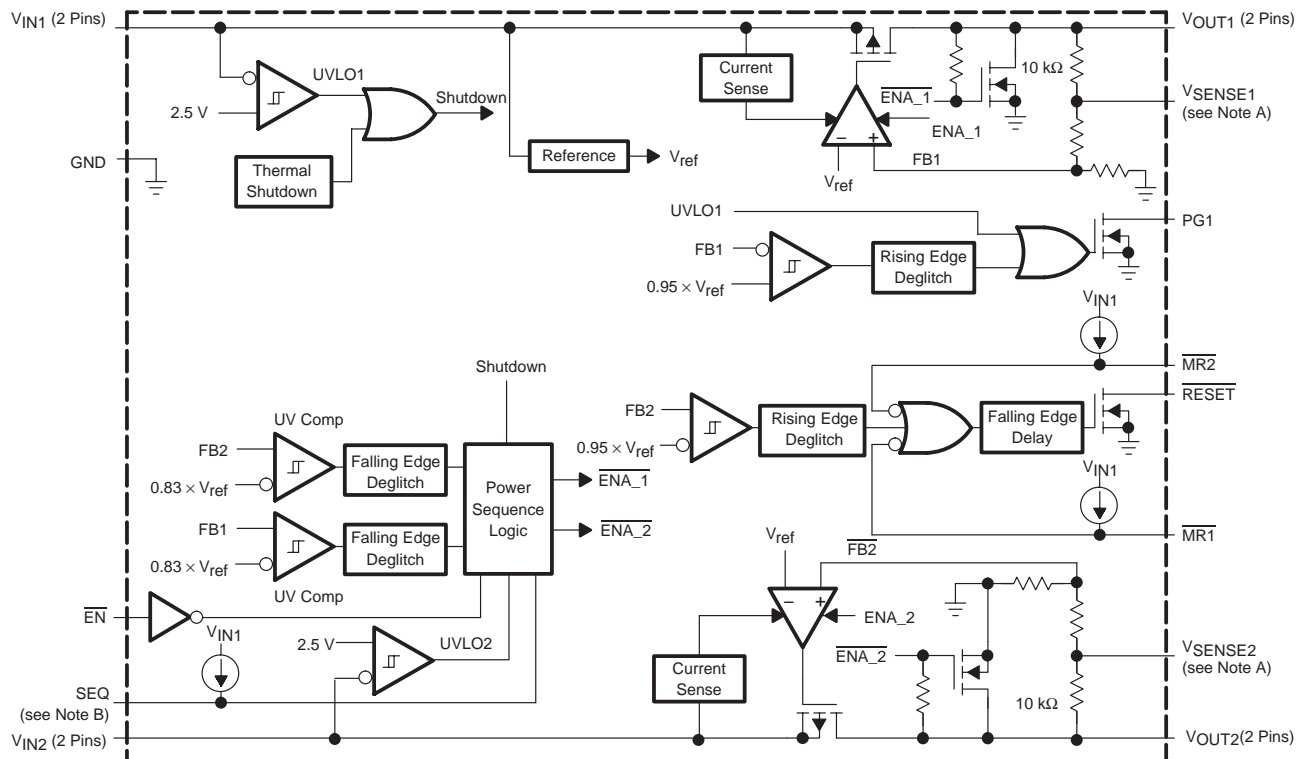 VIN1 (2 Pins)
VOUT1 (2 Pins)
UVLO1
2.5 V
Shutdown
Current
Sense
ENA_1
10 kΩ
ENA_1
VSENSE1
(see Note A)
GND
Thermal
Shutdown
Reference
Vref
Vref
FB1
UVLO1
PG1
FB1
0.95 × Vref
Rising Edge
Deglitch
VIN1
MR2
Shutdown
UV Comp
FB2
0.83 × Vref
Falling Edge
Deglitch
FB1
0.83 × Vref
Falling Edge
Deglitch
UV Comp
Power
Sequence
Logic
ENA_1
ENA_2
FB2
0.95 × Vref
Rising Edge
Deglitch
Falling Edge
Delay
RESET
VIN1
MR1
Vref
FB2
EN
VIN1
2.5 V
UVLO2
ENA_2
ENA_2
Current
Sense
10 kΩ
VSENSE2
(see Note A)
SEQ
(see Note B)
VIN2 (2 Pins)
VOUT2 (2 Pins)